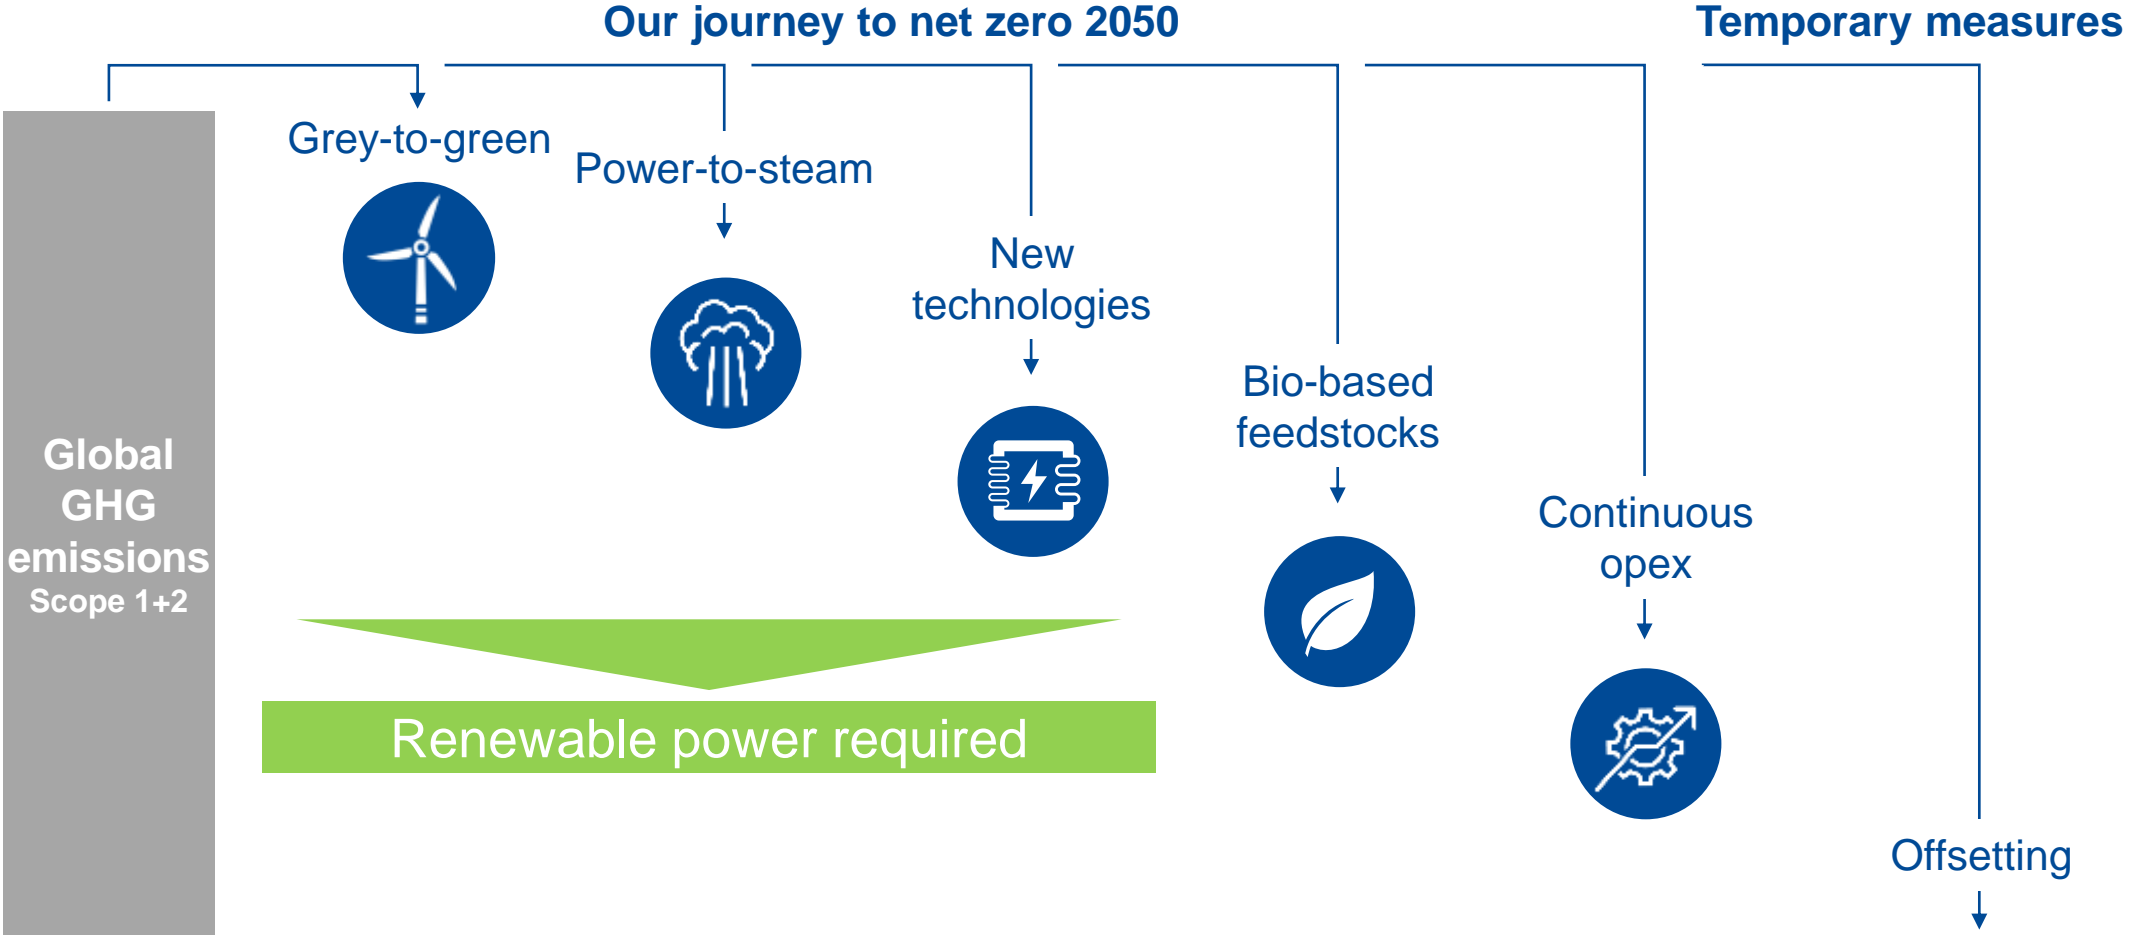 Our journey to net zero 2050
Temporary measures
Global
GHG
emissions
Scope 1+2
Grey-to-green
Power-to-steam
New
technologies
Bio-based
feedstocks
Continuous
opex
Renewable power required
Offsetting